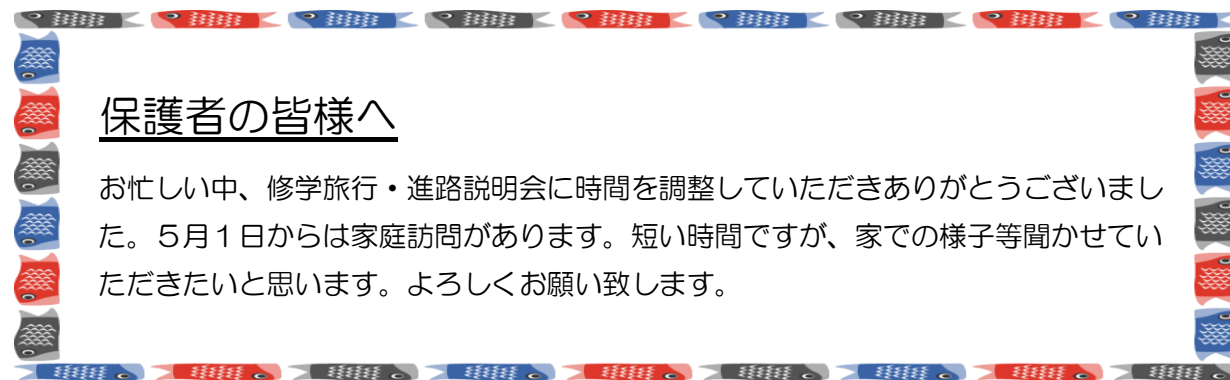 保護者の皆様へ
お忙しい中、修学旅行・進路説明会に時間を調整していただきありがとうございまし
た。５月１日からは家庭訪問があります。短い時間ですが、家での様子等聞かせてい
ただきたいと思います。よろしくお願い致します。